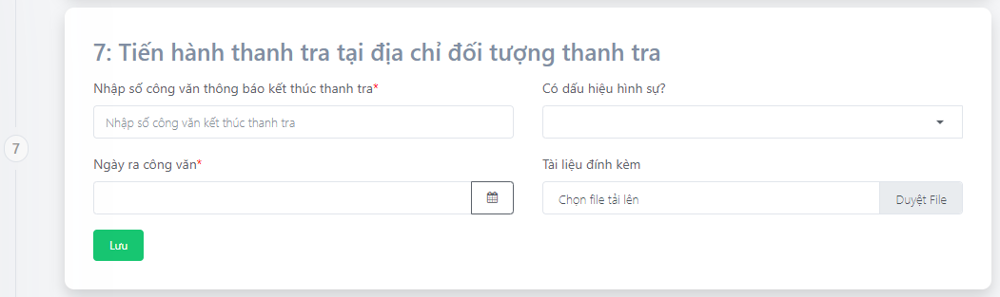 7: Tiến hành thanh tra tại địa chỉ đối tượng thanh tra
Nhập số công văn thông báo kết thúc thanh tra*
Có dấu hiệu hình sự?
Nhập số công văn kết thúc thanh tra
7
Ngày ra công văn*
Tài liệu đính kèm
Chọn file tải lên
Duyệt File
Lưu